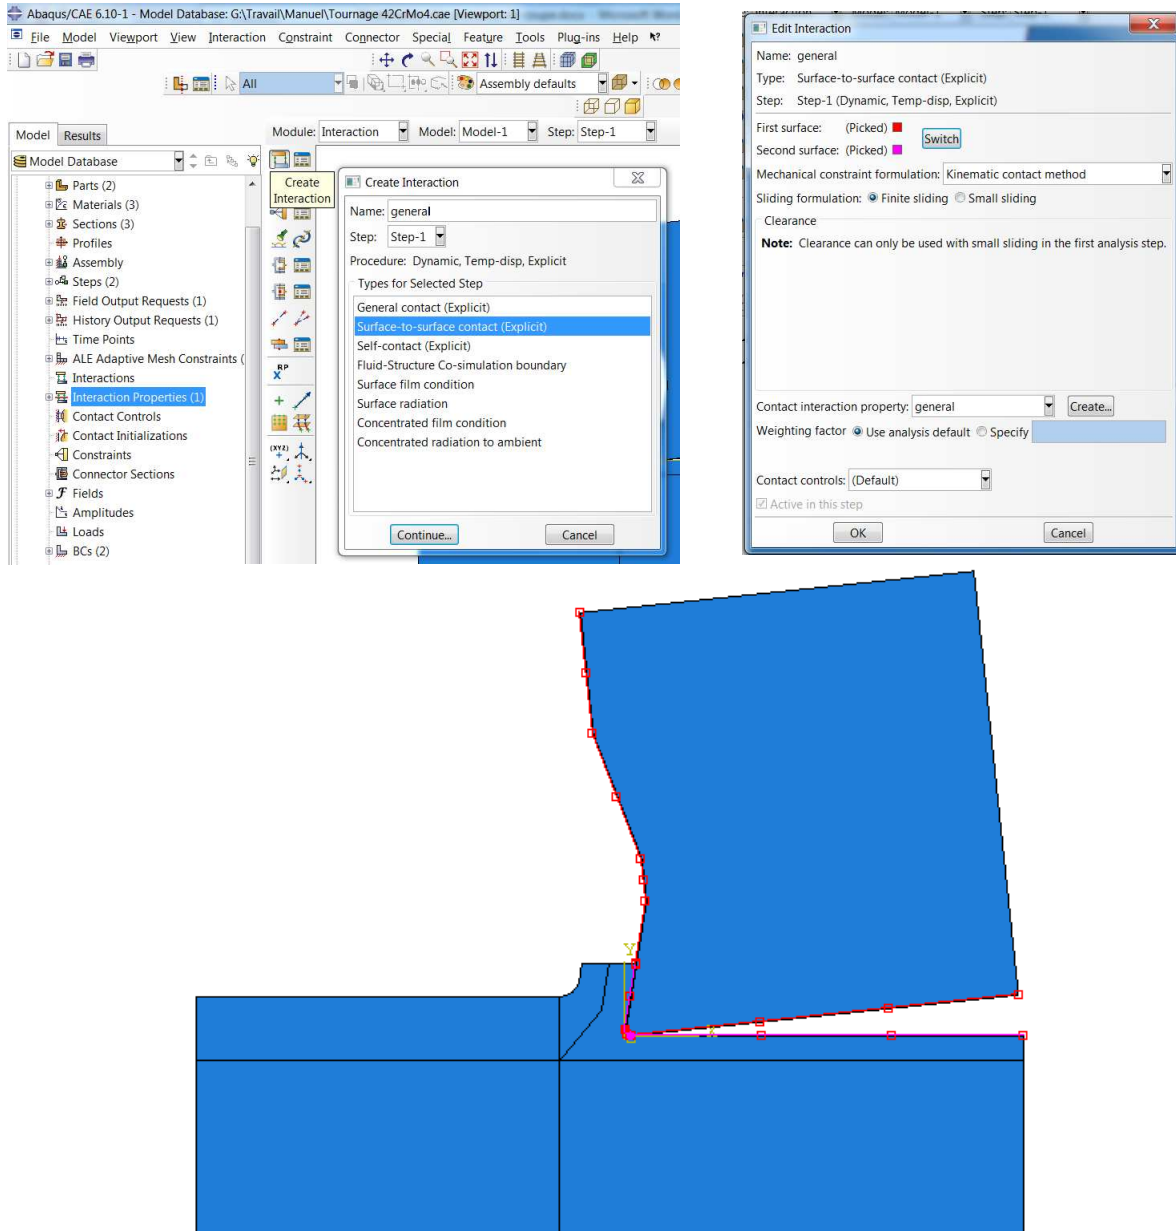 Abaqus/CAE 6.10-1 - Model Database: G:\Travail\Manuel\Tournage 42CrMo4.cae [Viewport: 1]
File Model Viewport View Interaction Constraint Connector Special Feature Tools Plug-ins Help
All
Assembly defaults
Model Results
Module: Interaction Model: Model-1 Step: Step-1
Model Database
Parts (2)
Materials (3)
Sections (3)
Profiles
Assembly
Steps (2)
Field Output Requests (1)
History Output Requests (1)
Time Points
ALE Adaptive Mesh Constraints (
Interactions
Interaction Properties (1)
Contact Controls
Contact Initializations
Constraints
Connector Sections
Fields
Amplitudes
Loads
BCs (2)
Create
Interaction
RP
(XYZ)
Create Interaction
Name: general
Step: Step-1
Procedure: Dynamic, Temp-disp, Explicit
Types for Selected Step
General contact (Explicit)
Surface-to-surface contact (Explicit)
Self-contact (Explicit)
Fluid-Structure Co-simulation boundary
Surface film condition
Surface radiation
Concentrated film condition
Concentrated radiation to ambient
Continue... Cancel
Edit Interaction
Name: general
Type: Surface-to-surface contact (Explicit)
Step: Step-1 (Dynamic, Temp-disp, Explicit)
First surface: (Picked)
Switch
Second surface: (Picked)
Mechanical constraint formulation: Kinematic contact method
Sliding formulation: Finite sliding Small sliding
Clearance
Note: Clearance can only be used with small sliding in the first analysis step.
Contact interaction property: general Create...
Weighting factor Use analysis default Specify
Contact controls: (Default)
Active in this step
OK Cancel
Y
X